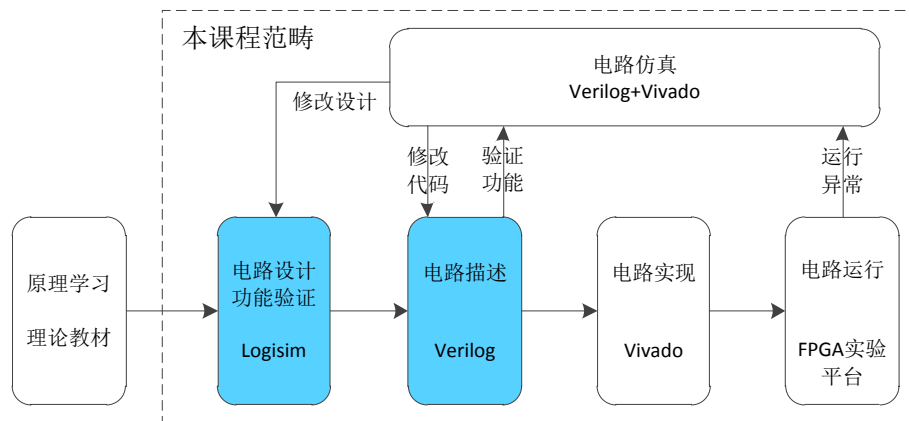 本课程范畴
电路仿真
Verilog+Vivado
修改设计
修改
代码
验证
功能
运行
异常
原理学习
理论教材
电路设计
功能验证
Logisim
电路描述
Verilog
电路实现
Vivado
电路运行
FPGA实验
平台